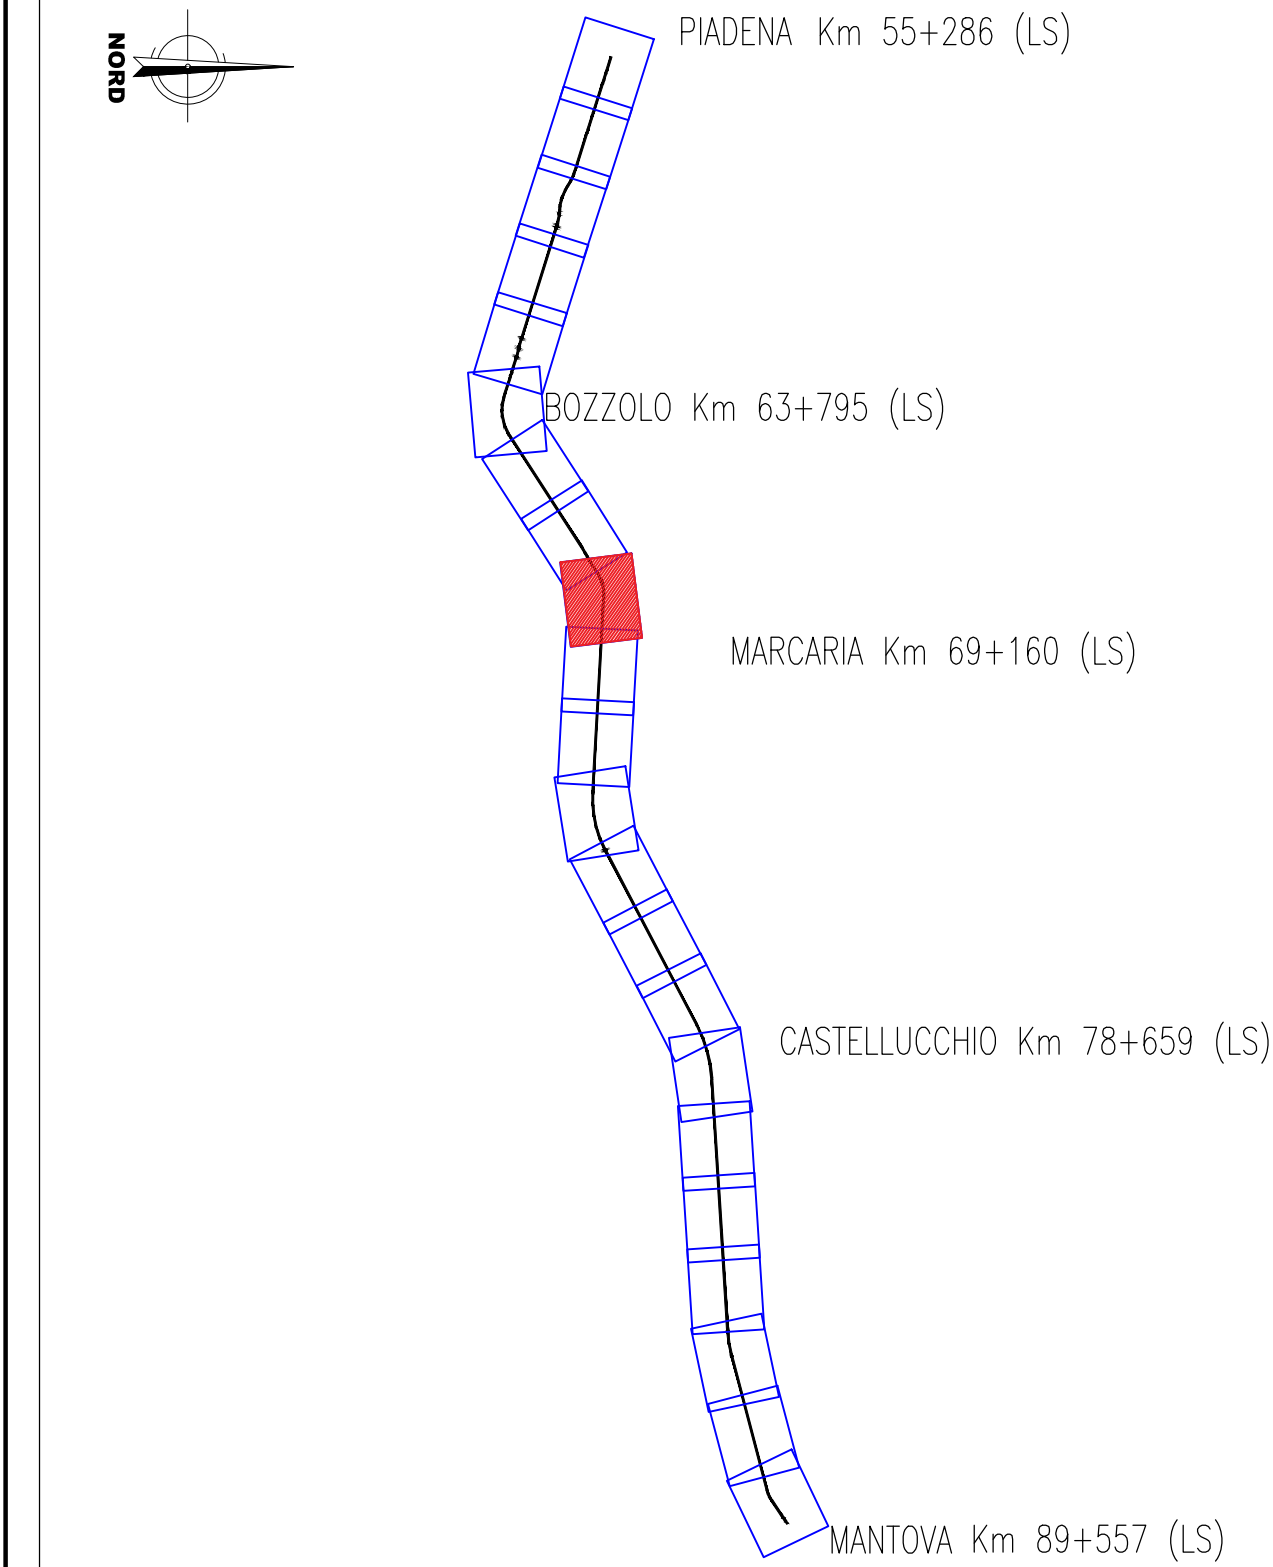 NORD
PIADENA Km 55+286 (LS)
BOZZOLO Km 63+795 (LS)
MARCARIA Km 69+160 (LS)
CASTELLUCCHIO Km 78+659 (LS)
MANTOVA Km 89+557 (LS)